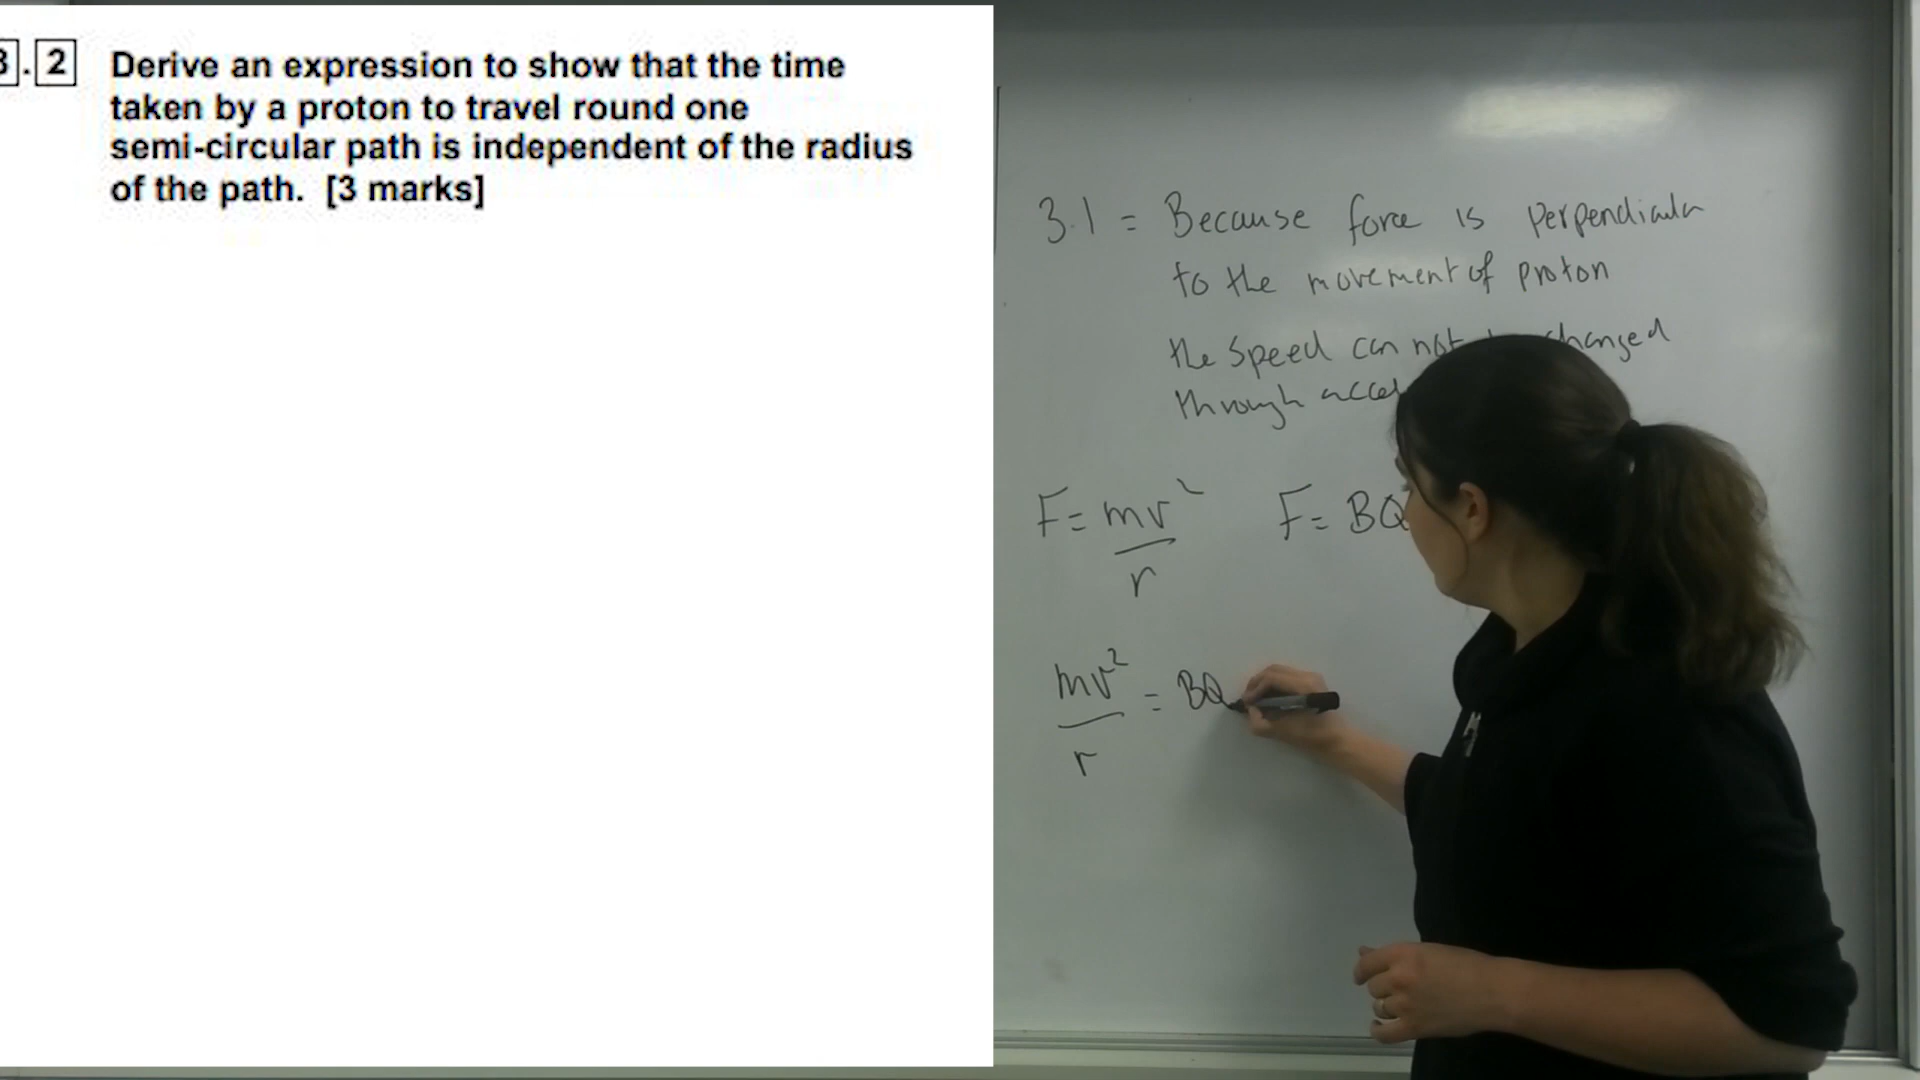 3.2 Derive an expression to show that the time
taken by a proton to travel round one
semi-circular path is independent of the radius
of the path. [3 marks]
3.1 = Because force is perpendicular
to the movement of proton
the speed can not changed
through
F = mv²
r
F = BQ
mv²
r
= BQ